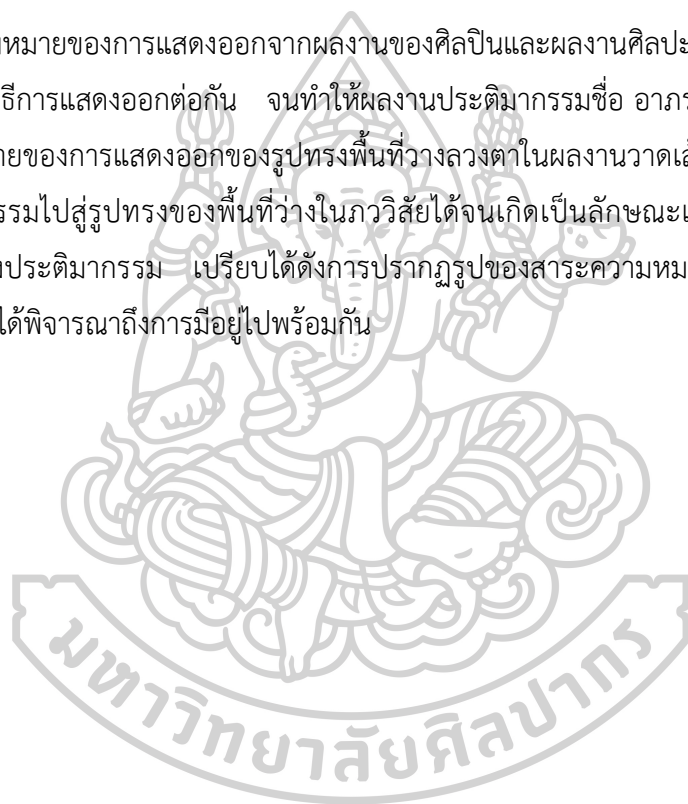 หมายของการแสดงออกจากผลงานของศิลปินและผลงานศิลปะ
ธีการแสดงออกต่อกัน จนทำให้ผลงานประติมากรรมชื่อ อาภร
ายของการแสดงออกของรูปทรงพื้นที่วางลวงตาในผลงานวาดเส้
รรมไปสู่รูปทรงของพื้นที่ว่างในภววิสัยได้จนเกิดเป็นลักษณะเ
งประติมากรรม เปรียบได้ดังการปรากฏรูปของสาระความหม
ได้พิจารณาถึงการมีอยู่ไปพร้อมกัน
มหาวิทยาลัยศิลปากร